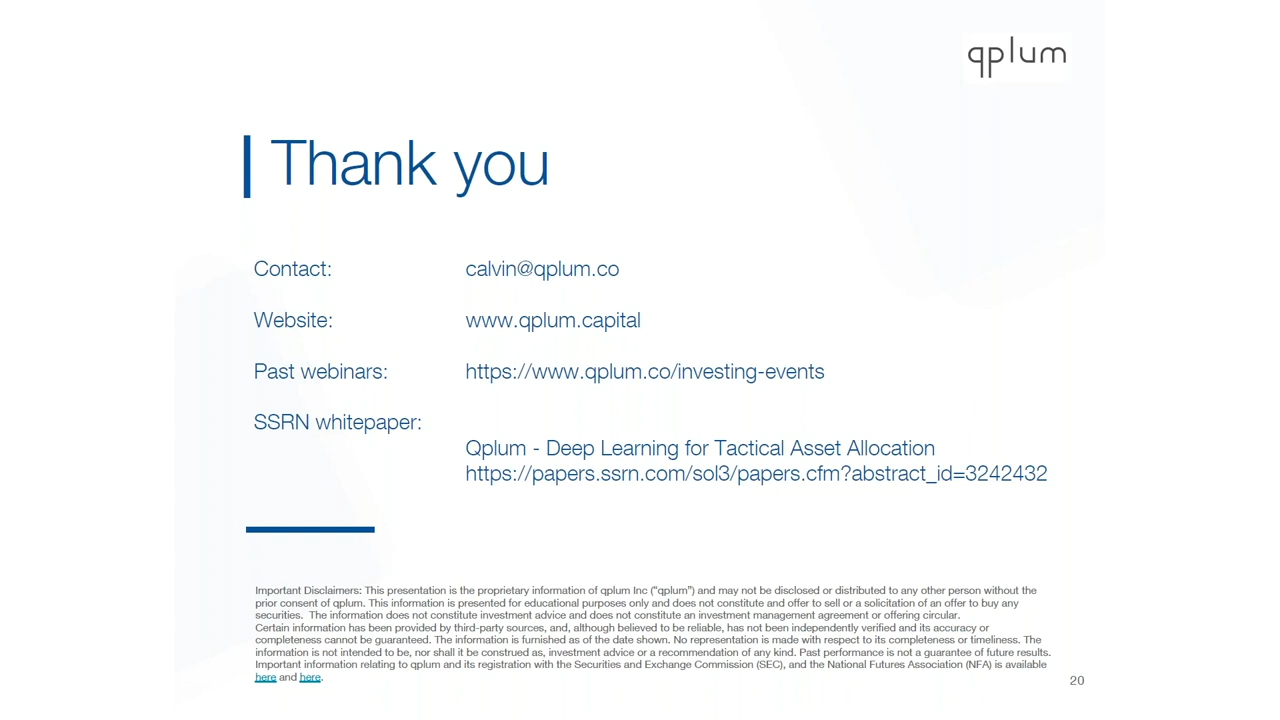 qplum
Thank you
Contact: calvin@qplum.co
Website: www.qplum.capital
Past webinars: https://www.qplum.co/investing-events
SSRN whitepaper:
Qplum - Deep Learning for Tactical Asset Allocation
https://papers.ssrn.com/sol3/papers.cfm?abstract_id=3242432
Important Disclaimers: This presentation is the proprietary information of qplum Inc (“qplum”) and may not be disclosed or distributed to any other person without the
prior consent of qplum. This information is presented for educational purposes only and does not constitute and offer to sell or a solicitation of an offer to buy any
securities. The information does not constitute investment advice and does not constitute an investment management agreement or offering circular.
Certain information has been provided by third-party sources, and, although believed to be reliable, has not been independently verified and its accuracy or
completeness cannot be guaranteed. The information is furnished as of the date shown. No representation is made with respect to its completeness or timeliness. The
information is not intended to be, nor shall it be construed as, investment advice or a recommendation of any kind. Past performance is not a guarantee of future results.
Important information relating to qplum and its registration with the Securities and Exchange Commission (SEC), and the National Futures Association (NFA) is available
here and here.
20